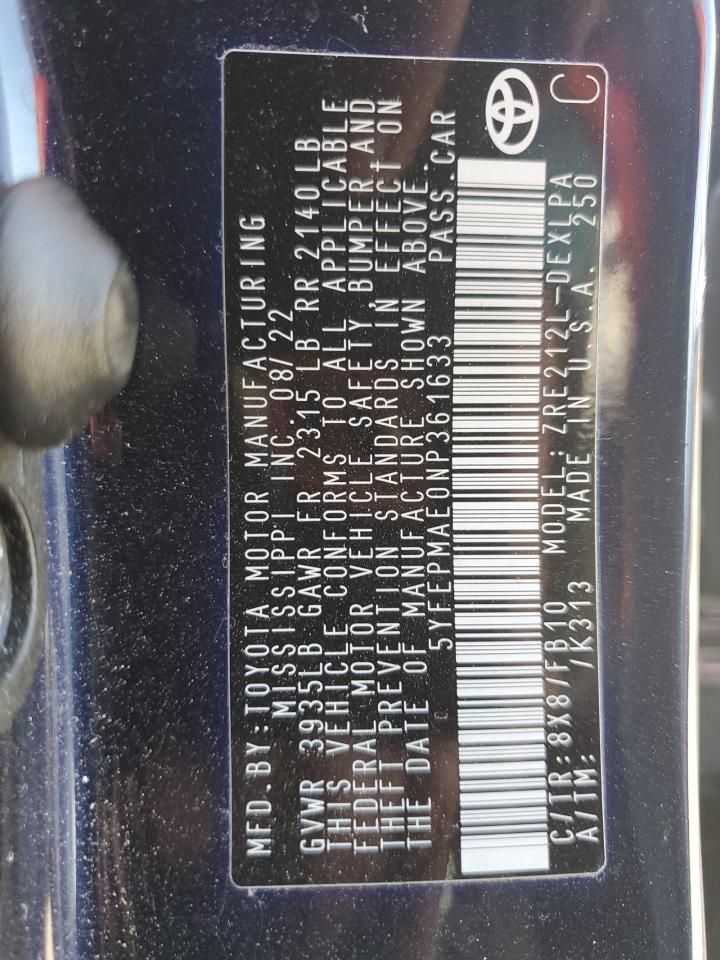 MFD.BY:TOYOTA MOTOR MANUFACTURING
MISSISSIPPI INC. 08/22
GVWR 3935LB GAWR FR 2315 LB RR 2140LB
THIS VEHICLE CONFORMS TO ALL APPLICABLE
FEDERAL MOTOR VEHICLE SAFETY, BUMPER AND
THEFT PREVENTION STANDARDS IN EFFECT ON
THE DATE OF MANUFACTURE SHOWN ABOVE.
5YFEPMAE0NP361633 PASS.CAR
C/TR:8X8/FB10 MODEL:ZRE212L-DEXLPA
A/TM: /K313 MADE IN U.S.A. 250
C